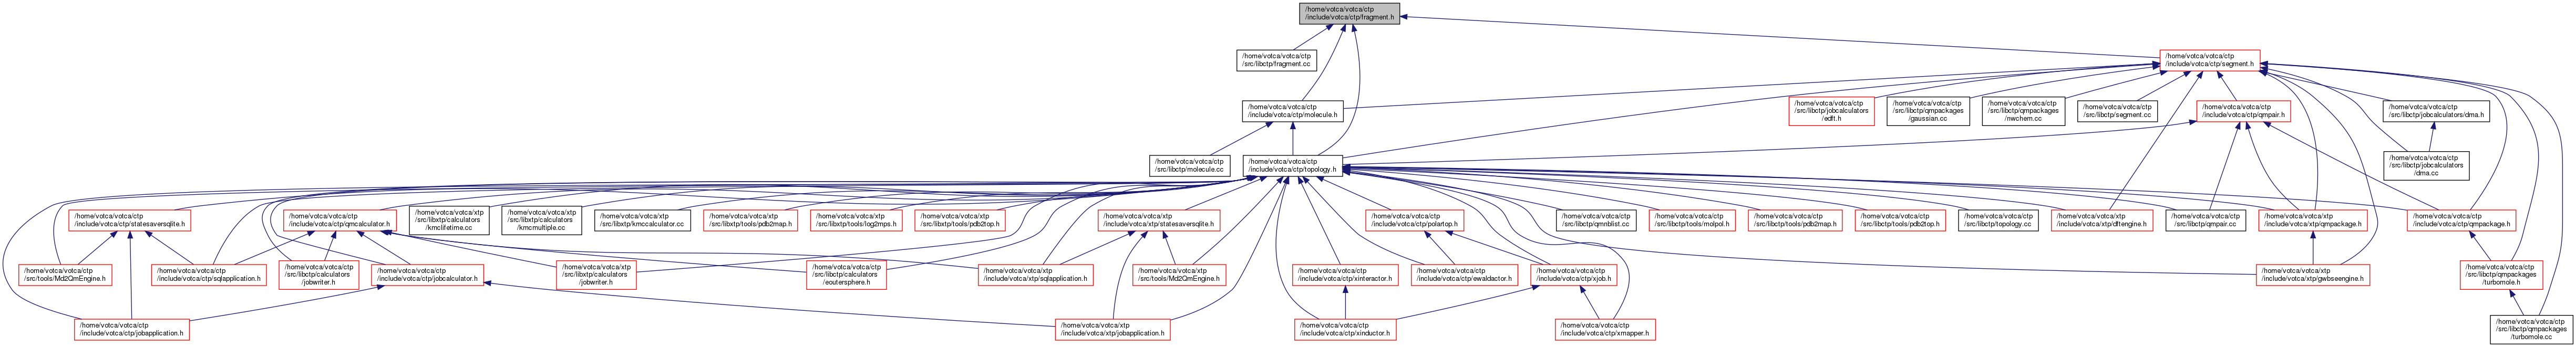 /home/votca/votca/ctp
/include/votca/ctp/fragment.h
/home/votca/votca/ctp
/src/libctp/fragment.cc
/home/votca/votca/ctp
/include/votca/ctp/segment.h
/home/votca/votca/ctp
/include/votca/ctp/molecule.h
/home/votca/votca/ctp
/src/libctp/jobcalculators
/edft.h
/home/votca/votca/ctp
/src/libctp/qmpackages
/gaussian.cc
/home/votca/votca/ctp
/src/libctp/qmpackages
/nwchem.cc
/home/votca/votca/ctp
/src/libctp/segment.cc
/home/votca/votca/ctp
/include/votca/ctp/qmpair.h
/home/votca/votca/ctp
/src/libctp/jobcalculators/dma.h
/home/votca/votca/ctp
/src/libctp/molecule.cc
/home/votca/votca/ctp
/include/votca/ctp/topology.h
/home/votca/votca/ctp
/src/libctp/jobcalculators
/dma.cc
/home/votca/votca/ctp
/include/votca/ctp/statesaversqlite.h
/home/votca/votca/ctp
/include/votca/ctp/qmcalculator.h
/home/votca/votca/xtp
/src/libxtp/calculators
/kmclifetime.cc
/home/votca/votca/xtp
/src/libxtp/calculators
/kmcmultiple.cc
/home/votca/votca/xtp
/src/libxtp/kmccalculator.cc
/home/votca/votca/xtp
/src/libxtp/tools/pdb2map.h
/home/votca/votca/xtp
/src/libxtp/tools/log2mps.h
/home/votca/votca/xtp
/src/libxtp/tools/pdb2top.h
/home/votca/votca/xtp
/include/votca/xtp/statesaversqlite.h
/home/votca/votca/ctp
/include/votca/ctp/polartop.h
/home/votca/votca/ctp
/src/libctp/qmnblist.cc
/home/votca/votca/ctp
/src/libctp/tools/molpol.h
/home/votca/votca/ctp
/src/libctp/tools/pdb2map.h
/home/votca/votca/ctp
/src/libctp/tools/pdb2top.h
/home/votca/votca/ctp
/src/libctp/topology.cc
/home/votca/votca/xtp
/include/votca/xtp/dftengine.h
/home/votca/votca/ctp
/src/libctp/qmpair.cc
/home/votca/votca/xtp
/include/votca/xtp/qmpackage.h
/home/votca/votca/ctp
/include/votca/ctp/qmpackage.h
/home/votca/votca/ctp
/src/tools/Md2QmEngine.h
/home/votca/votca/ctp
/include/votca/ctp/sqlapplication.h
/home/votca/votca/ctp
/src/libctp/calculators
/jobwriter.h
/home/votca/votca/ctp
/include/votca/ctp/jobcalculator.h
/home/votca/votca/xtp
/src/libxtp/calculators
/jobwriter.h
/home/votca/votca/ctp
/src/libctp/calculators
/eoutersphere.h
/home/votca/votca/xtp
/include/votca/xtp/sqlapplication.h
/home/votca/votca/xtp
/src/tools/Md2QmEngine.h
/home/votca/votca/ctp
/include/votca/ctp/xinteractor.h
/home/votca/votca/ctp
/include/votca/ctp/ewaldactor.h
/home/votca/votca/ctp
/include/votca/ctp/xjob.h
/home/votca/votca/xtp
/include/votca/xtp/gwbseengine.h
/home/votca/votca/ctp
/src/libctp/qmpackages
/turbomole.h
/home/votca/votca/ctp
/include/votca/ctp/jobapplication.h
/home/votca/votca/xtp
/include/votca/xtp/jobapplication.h
/home/votca/votca/ctp
/include/votca/ctp/xinductor.h
/home/votca/votca/ctp
/include/votca/ctp/xmapper.h
/home/votca/votca/ctp
/src/libctp/qmpackages
/turbomole.cc